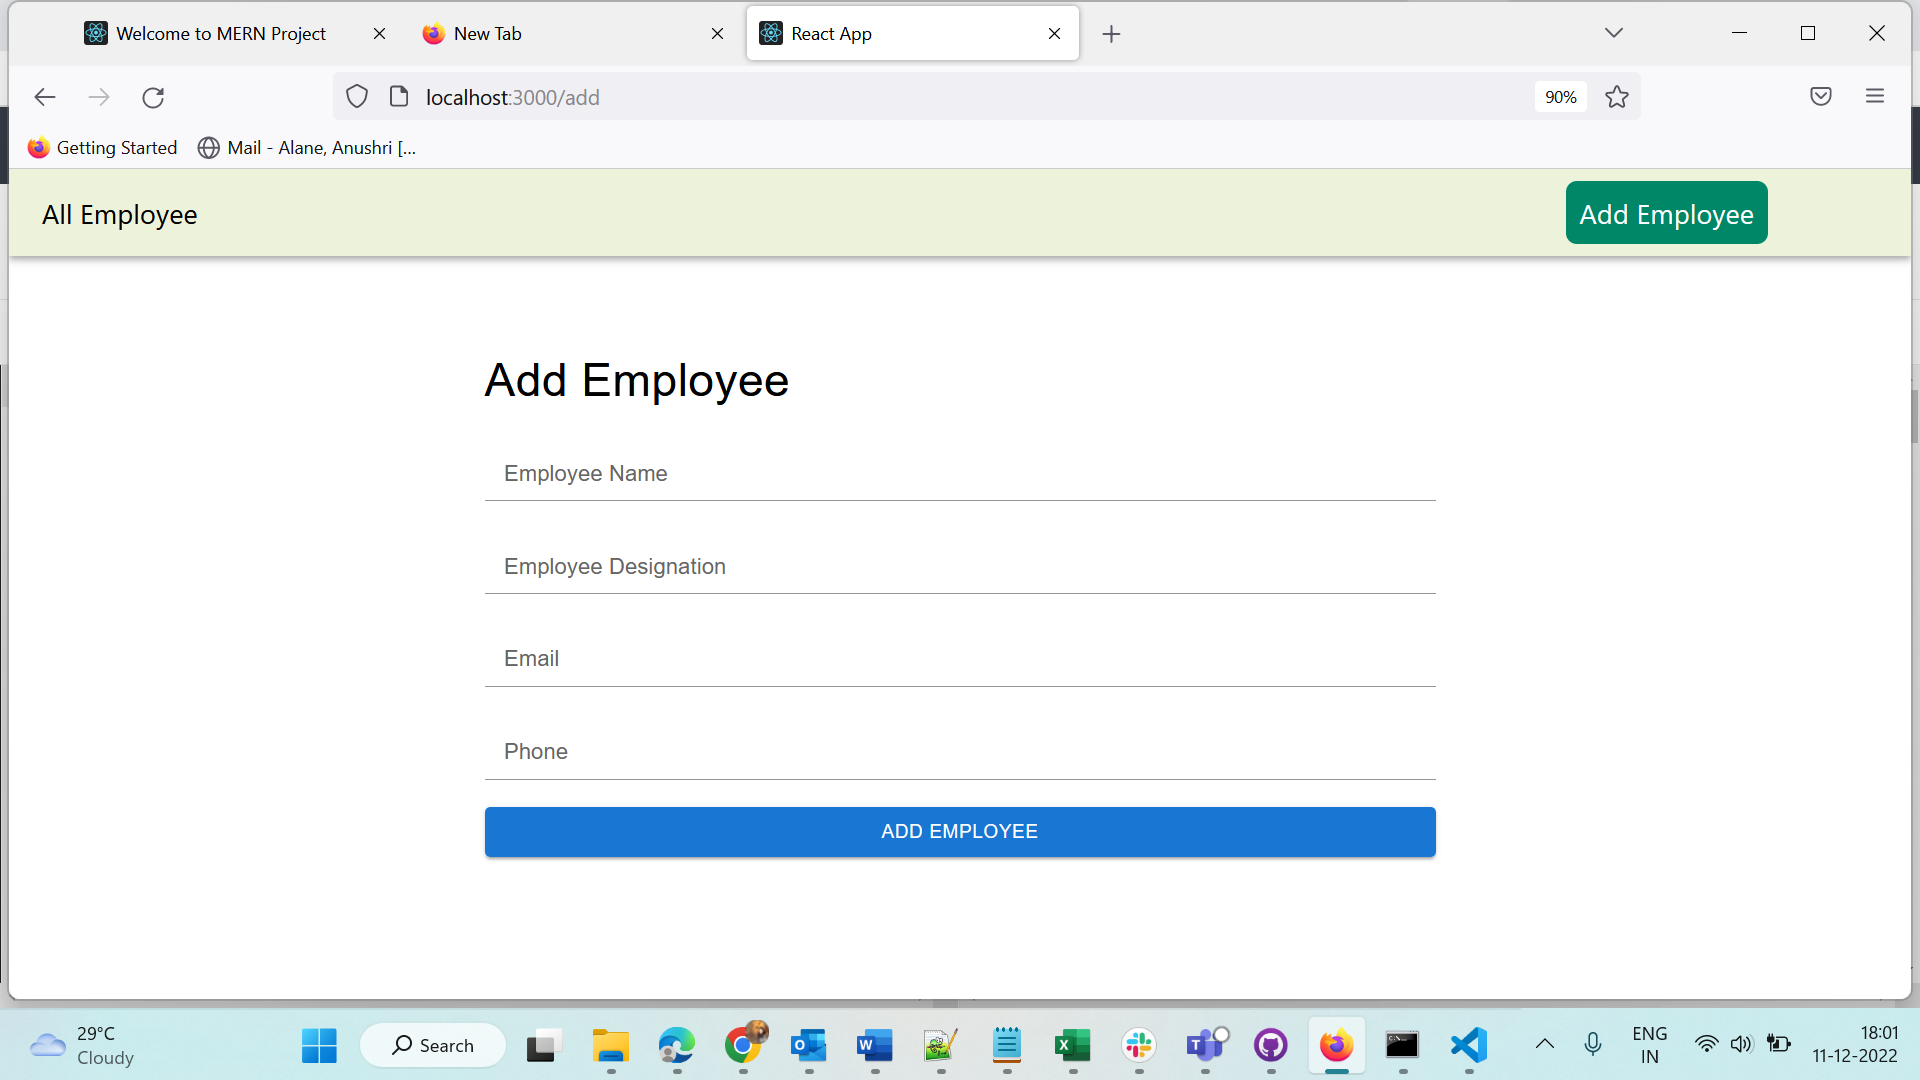 Welcome to MERN Project
New Tab
React App
localhost:3000/add
90%
Getting Started
Mail - Alane, Anushri [...
All Employee
Add Employee
Add Employee
Employee Name
Employee Designation
Email
Phone
ADD EMPLOYEE
29°C
Cloudy
Search
ENG
IN
18:01
11-12-2022